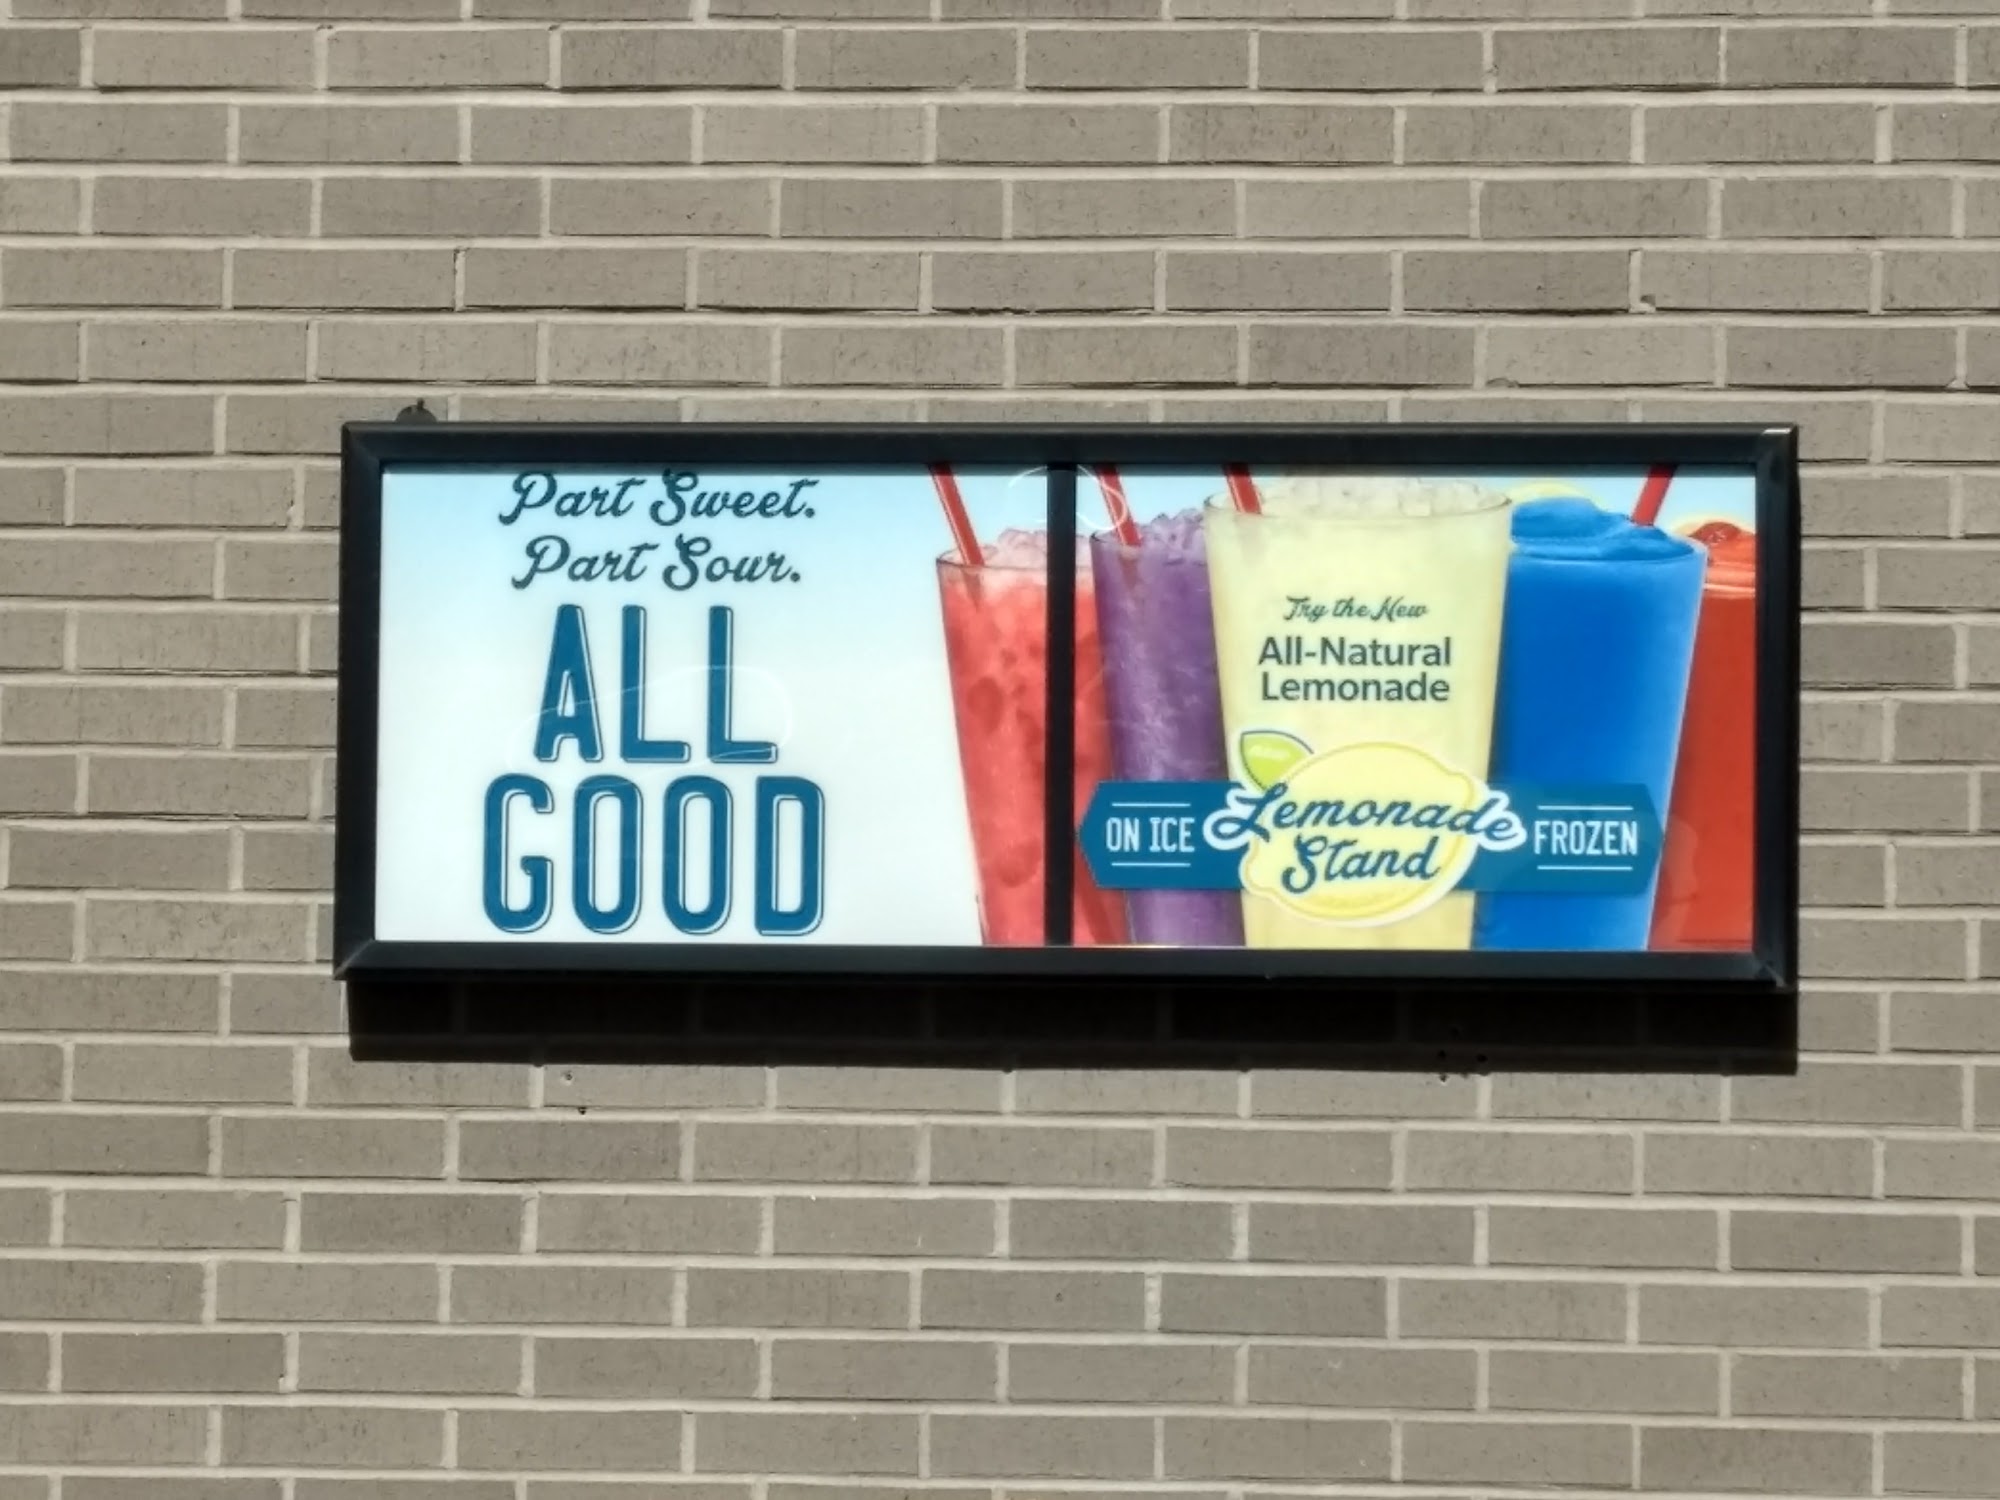 Part Sweet.
Part Sour.
ALL
GOOD
Try the New
All-Natural
Lemonade
ON ICE
Lemonade
Stand
FROZEN